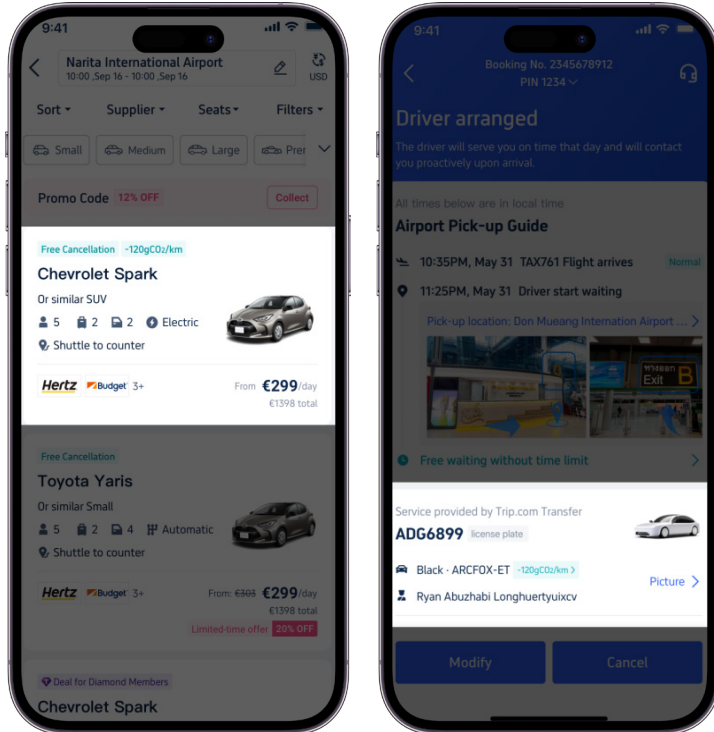 9:41
Narita International Airport
10:00 ,Sep 16 - 10:00 ,Sep 16
USD
Sort
Supplier
Seats
Filters
Small
Medium
Large
Prer
Promo Code 12% OFF
Collect
Free Cancellation -120gCO₂/km
Chevrolet Spark
Or similar SUV
5 2 2 Electric
Shuttle to counter
Hertz Budget 3+
From €299/day
€1398 total
Free Cancellation
Toyota Yaris
Or similar Small
5 2 4 Automatic
Shuttle to counter
Hertz Budget 3+
From: €303 €299/day
€1398 total
Limited-time offer 20% OFF
Deal for Diamond Members
Chevrolet Spark
9:41
Booking No. 2345678912
PIN 1234
Driver arranged
The driver will serve you on time that day and will contact
you proactively upon arrival.
All times below are in local time
Airport Pick-up Guide
10:35PM, May 31 TAX761 Flight arrives Normal
11:25PM, May 31 Driver start waiting
Pick-up location: Don Mueang Internation Airport ...
ทางออก
Exit B
Free waiting without time limit
Service provided by Trip.com Transfer
ADG6899 license plate
Black · ARCFOX-ET -120gCO₂/km >
Picture
Ryan Abuzhabi Longhuertyuixcv
Modify
Cancel